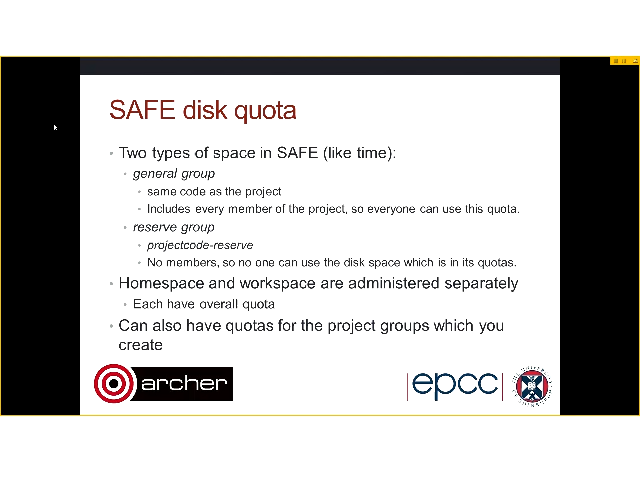 SAFE disk quota
• Two types of space in SAFE (like time):
• general group
• same code as the project
• Includes every member of the project, so everyone can use this quota.
• reserve group
• projectcode-reserve
• No members, so no one can use the disk space which is in its quotas.
• Homespace and workspace are administered separately
• Each have overall quota
• Can also have quotas for the project groups which you
create
archer
epcc